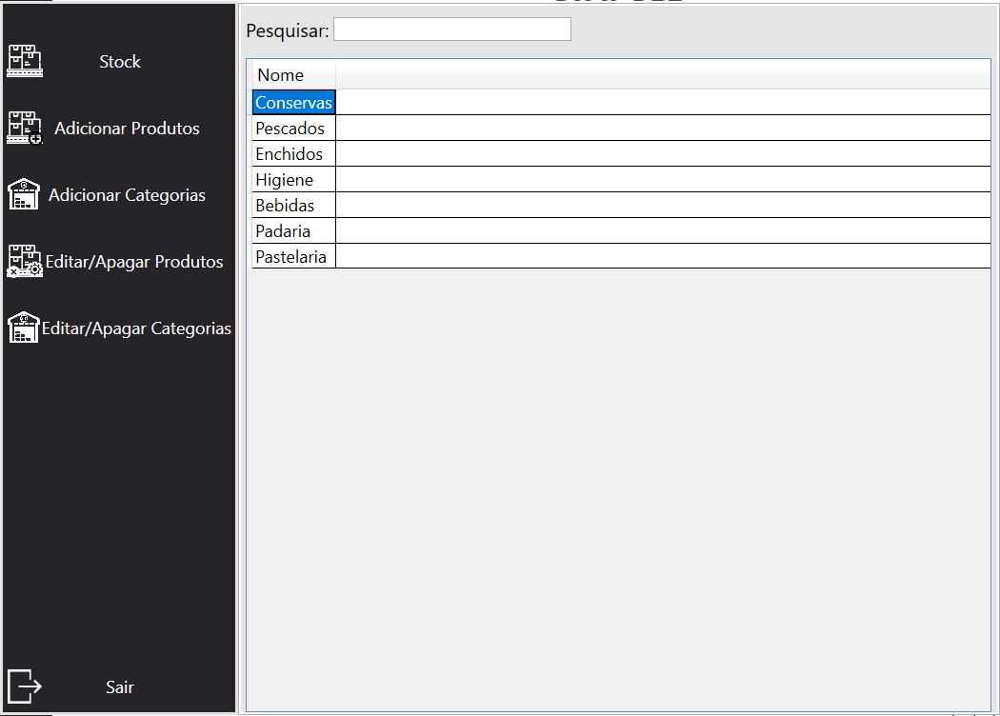 Stock
Adicionar Produtos
Adicionar Categorias
Editar/Apagar Produtos
Editar/Apagar Categorias
Sair
Pesquisar:
Nome
Conservas
Pescados
Enchidos
Higiene
Bebidas
Padaria
Pastelaria